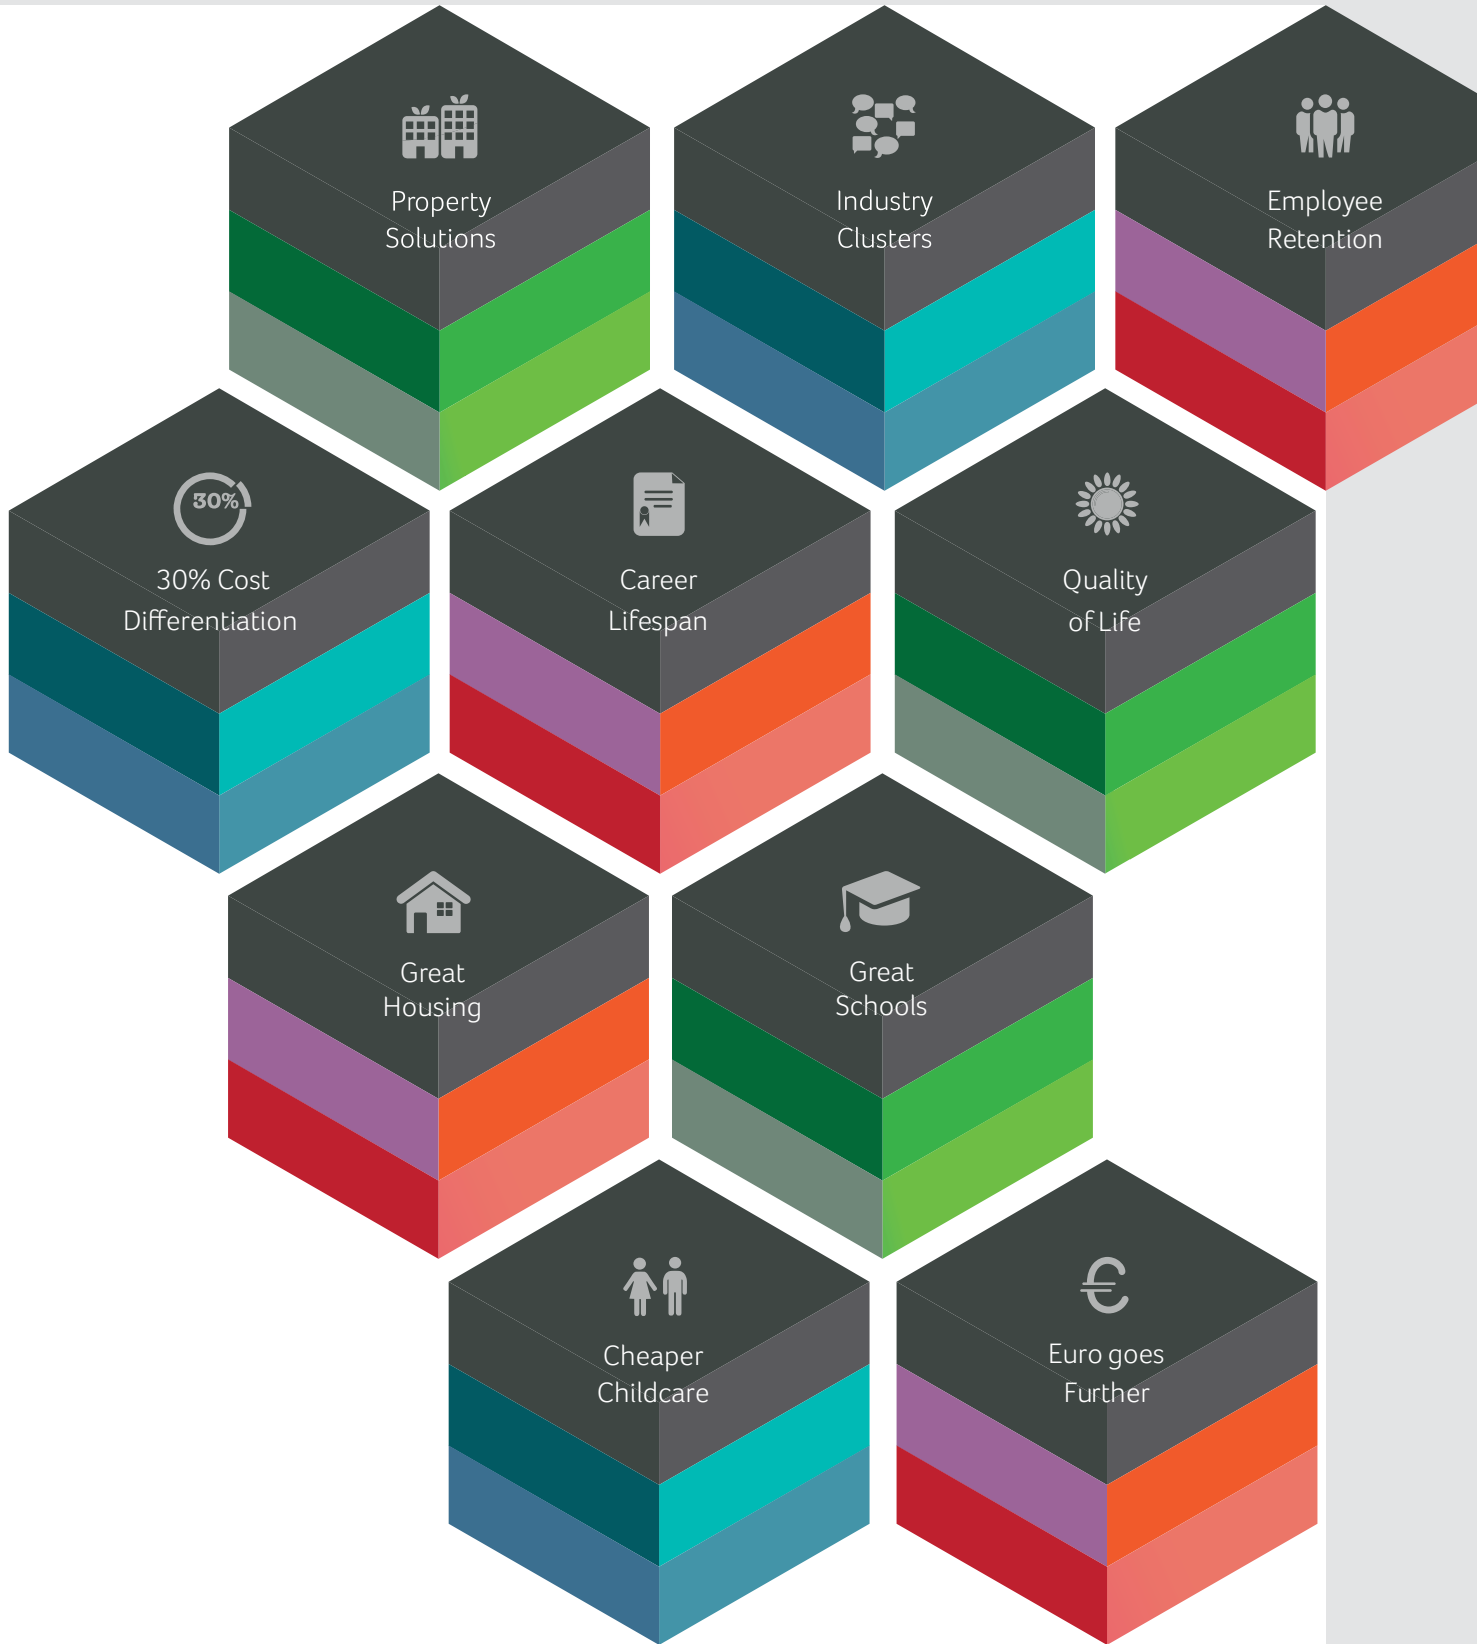 Property
Solutions
Industry
Clusters
Employee
Retention
30%
30% Cost
Differentiation
Career
Lifespan
Quality
of Life
Great
Housing
Great
Schools
Cheaper
Childcare
€
Euro goes
Further